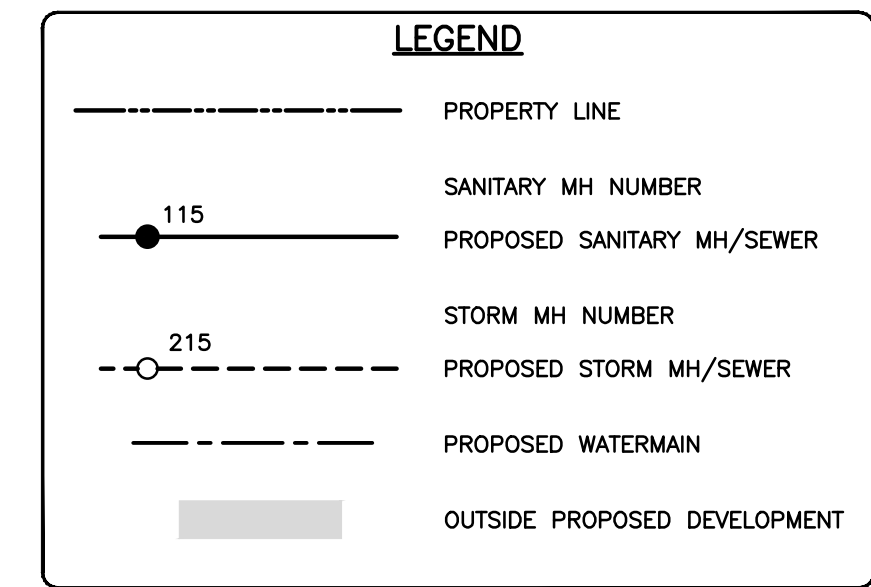 LEGEND
PROPERTY LINE
SANITARY MH NUMBER
115
PROPOSED SANITARY MH/SEWER
STORM MH NUMBER
215
PROPOSED STORM MH/SEWER
PROPOSED WATERMAIN
OUTSIDE PROPOSED DEVELOPMENT